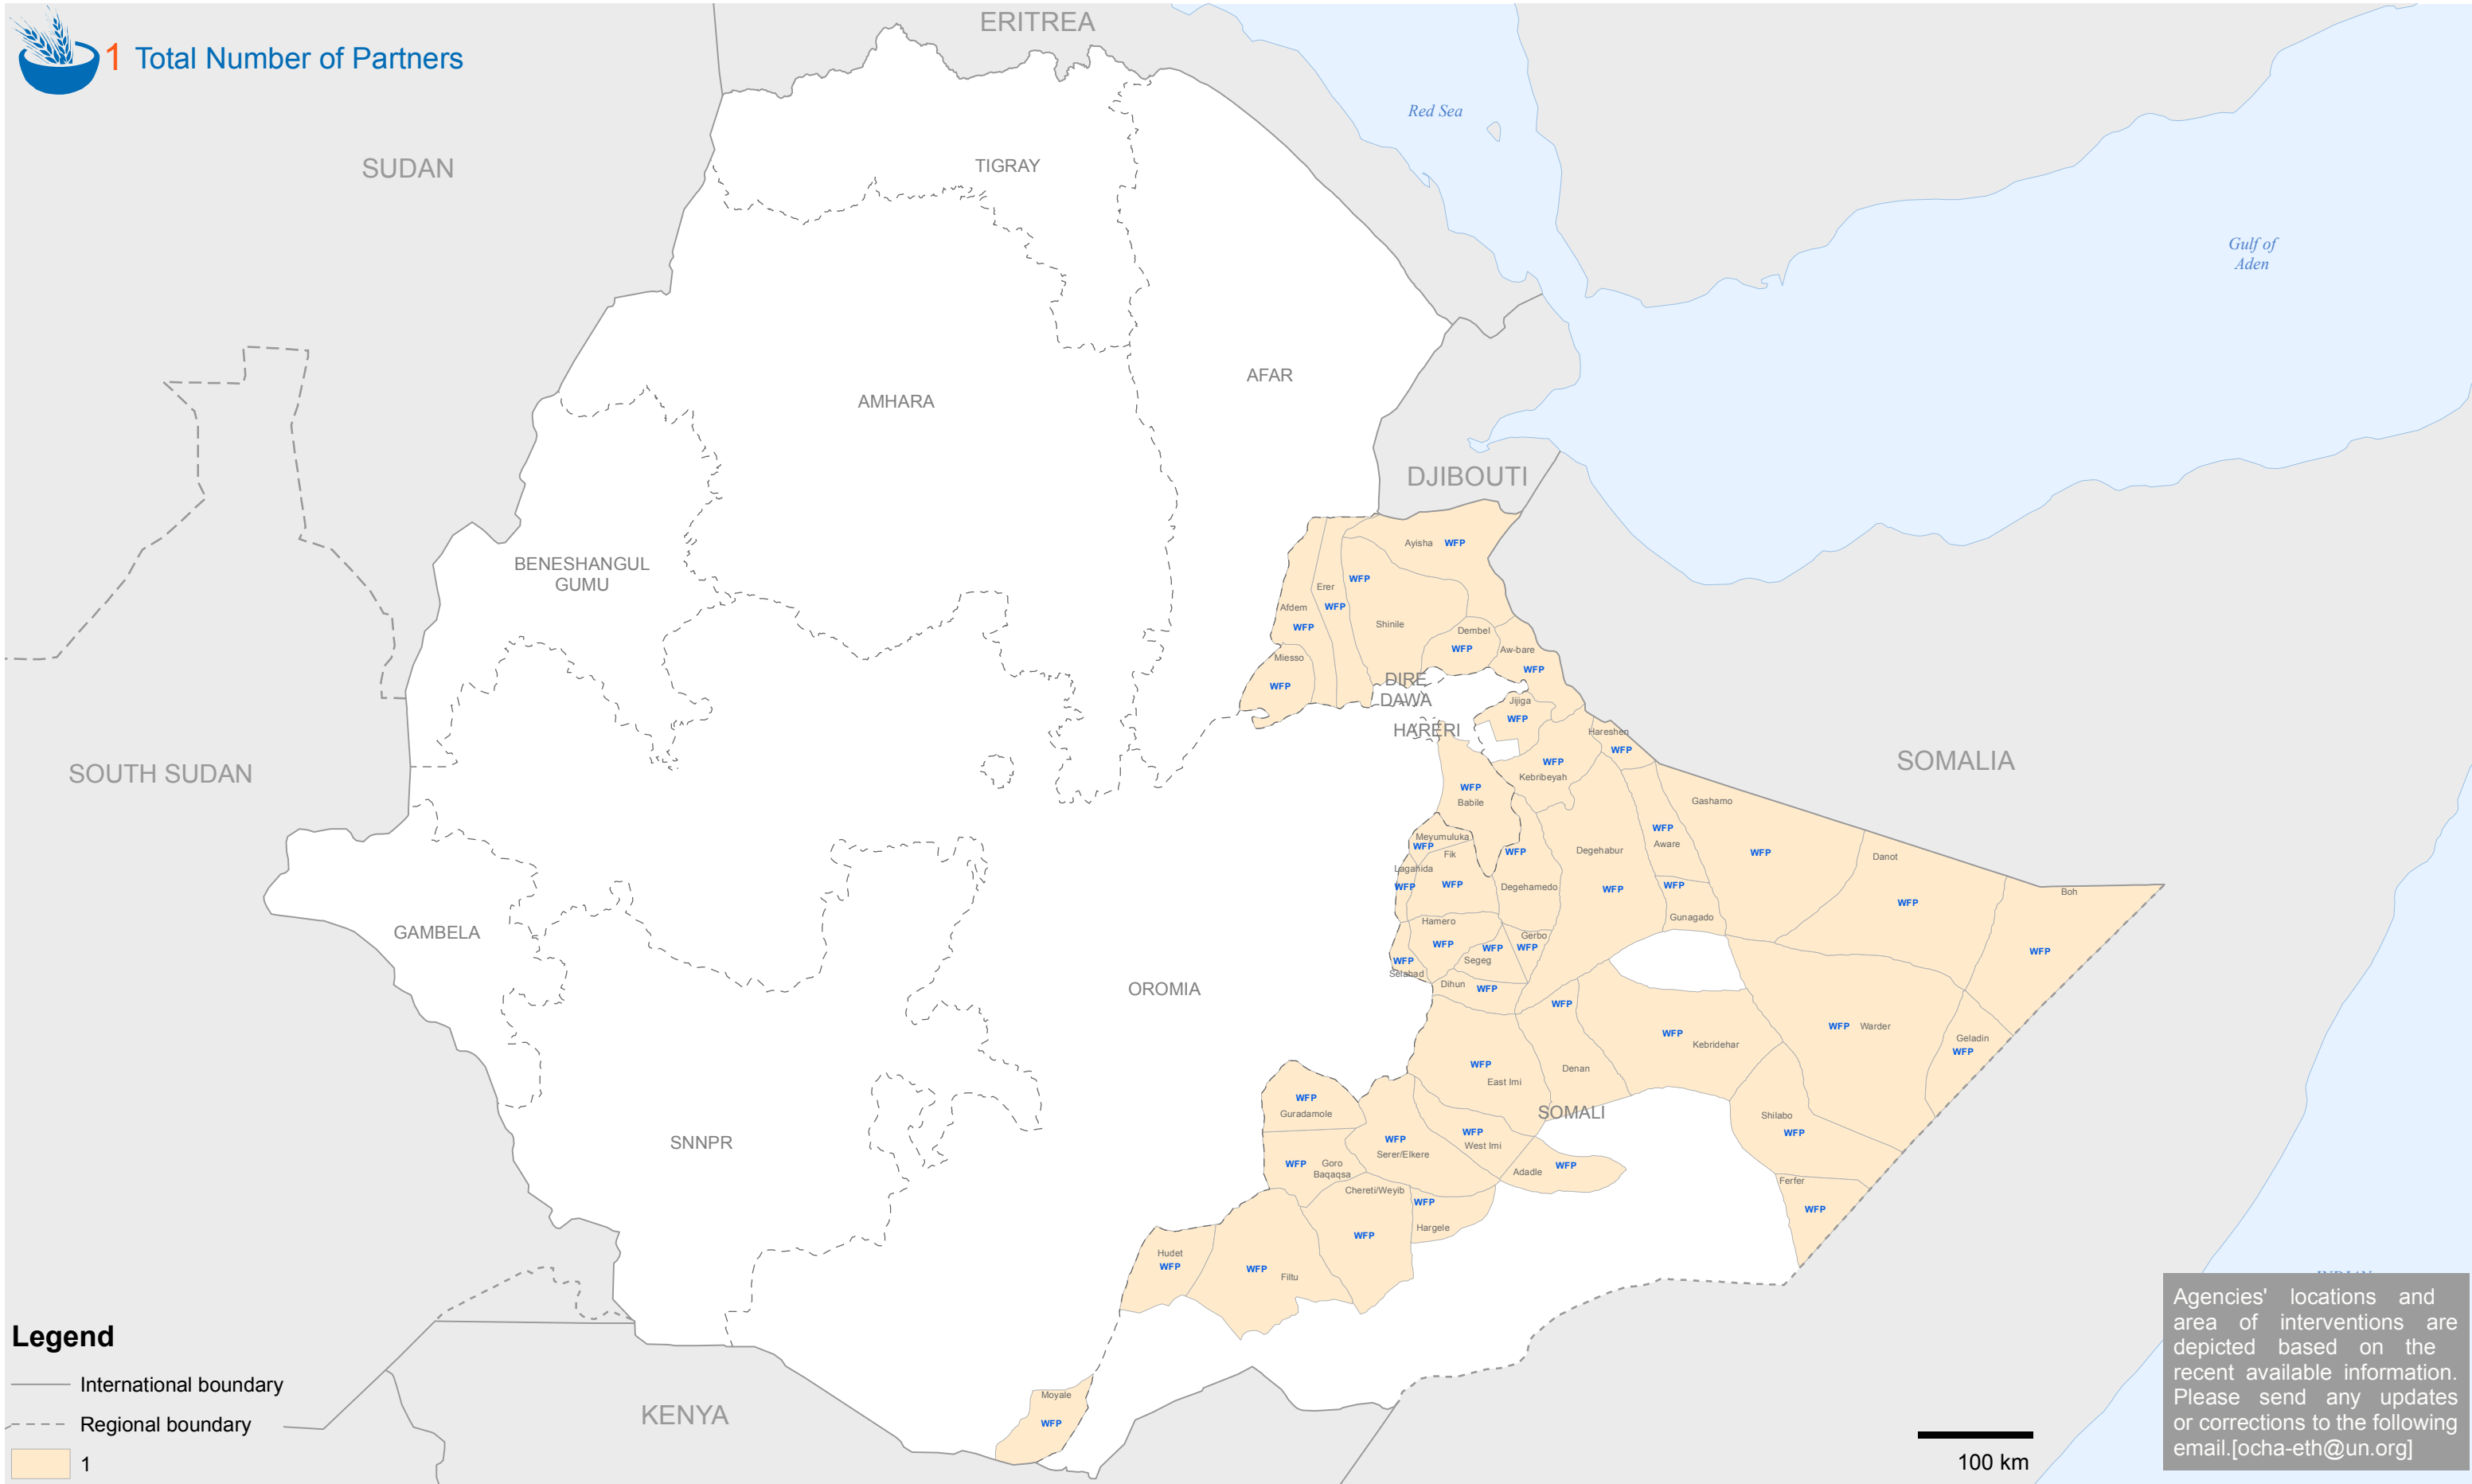 1 Total Number of Partners
ERITREA
Red Sea
SUDAN
TIGRAY
Gulf of
Aden
AFAR
AMHARA
DJIBOUTI
BENESHANGUL
GUMU
Ayisha WFP
WFP
Erer
WFP
Afdem
WFP
Shinile
Dembel
WFP
Aw-bare
WFP
Miesso
WFP
DIRE
DAWA
HARERI
Jijiga
WFP
Hareshen
WFP
SOUTH SUDAN
SOMALIA
WFP
Kebribeyah
WFP
Babile
Gashamo
WFP
Meyumuluka
WFP
Fik
WFP
WFP
Aware
Degehabur
WFP
WFP
Danot
WFP
Lagahida
WFP
WFP
Degehamedo
WFP
Gunagado
Boh
WFP
GAMBELA
Hamero
WFP
WFP
Segeg
Gerbo
WFP
WFP
Selahad
Dihun WFP
OROMIA
WFP
Denan
WFP
Kebridehar
WFP Warder
Geladin
WFP
WFP
East Imi
SOMALI
WFP
Guradamole
Shilabo
WFP
SNNPR
WFP
Serer/Elkere
WFP
West Imi
WFP Goro
Baqaqsa
Adadle
WFP
Chereti/Weyib
WFP
WFP
Hargele
Ferfer
WFP
Hudet
WFP
WFP
Filtu
Moyale
WFP
KENYA
Legend
International boundary
Regional boundary
1
100 km
Agencies' locations and
area of interventions are
depicted based on the
recent available information.
Please send any updates
or corrections to the following
email.[ocha-eth@un.org]